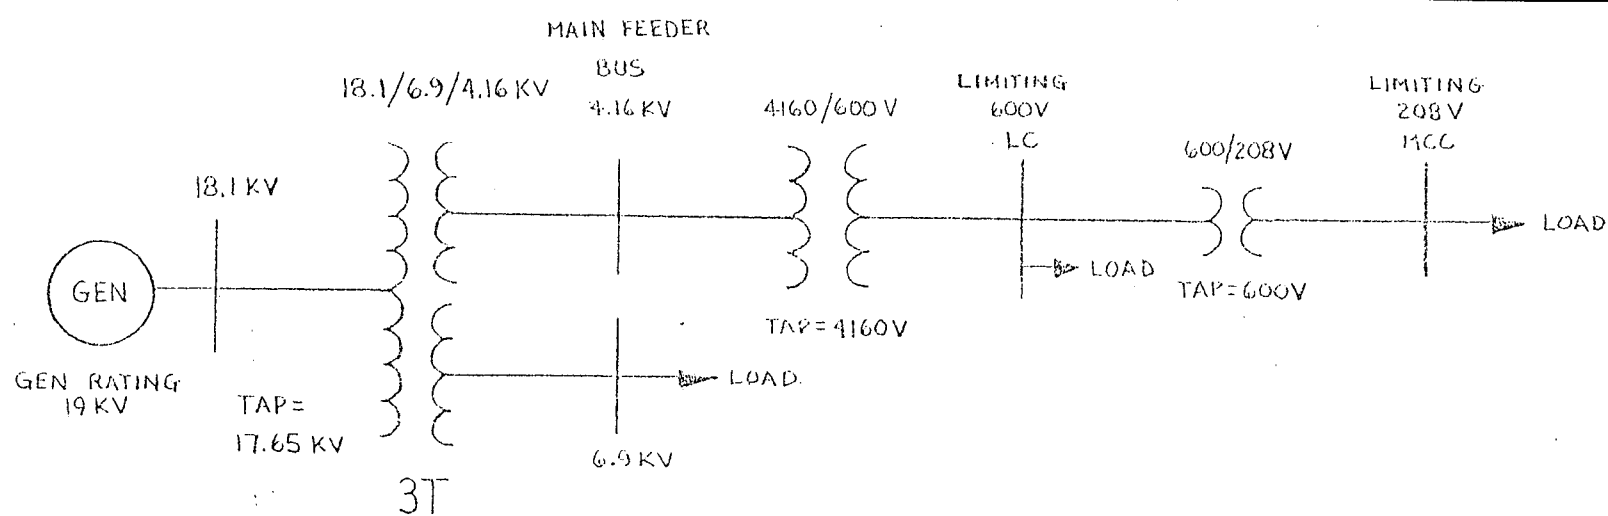 MAIN FEEDER
BUS
4.16 KV
18.1/6.9/4.16 KV
4160/600 V
LIMITING
600V
LC
LIMITING
208V
MCC
600/208V
18.1 KV
GEN
LOAD
LOAD
TAP=600V
TAP=4160V
GEN RATING
19 KV
TAP=
17.65 KV
LOAD
6.9 KV
3T